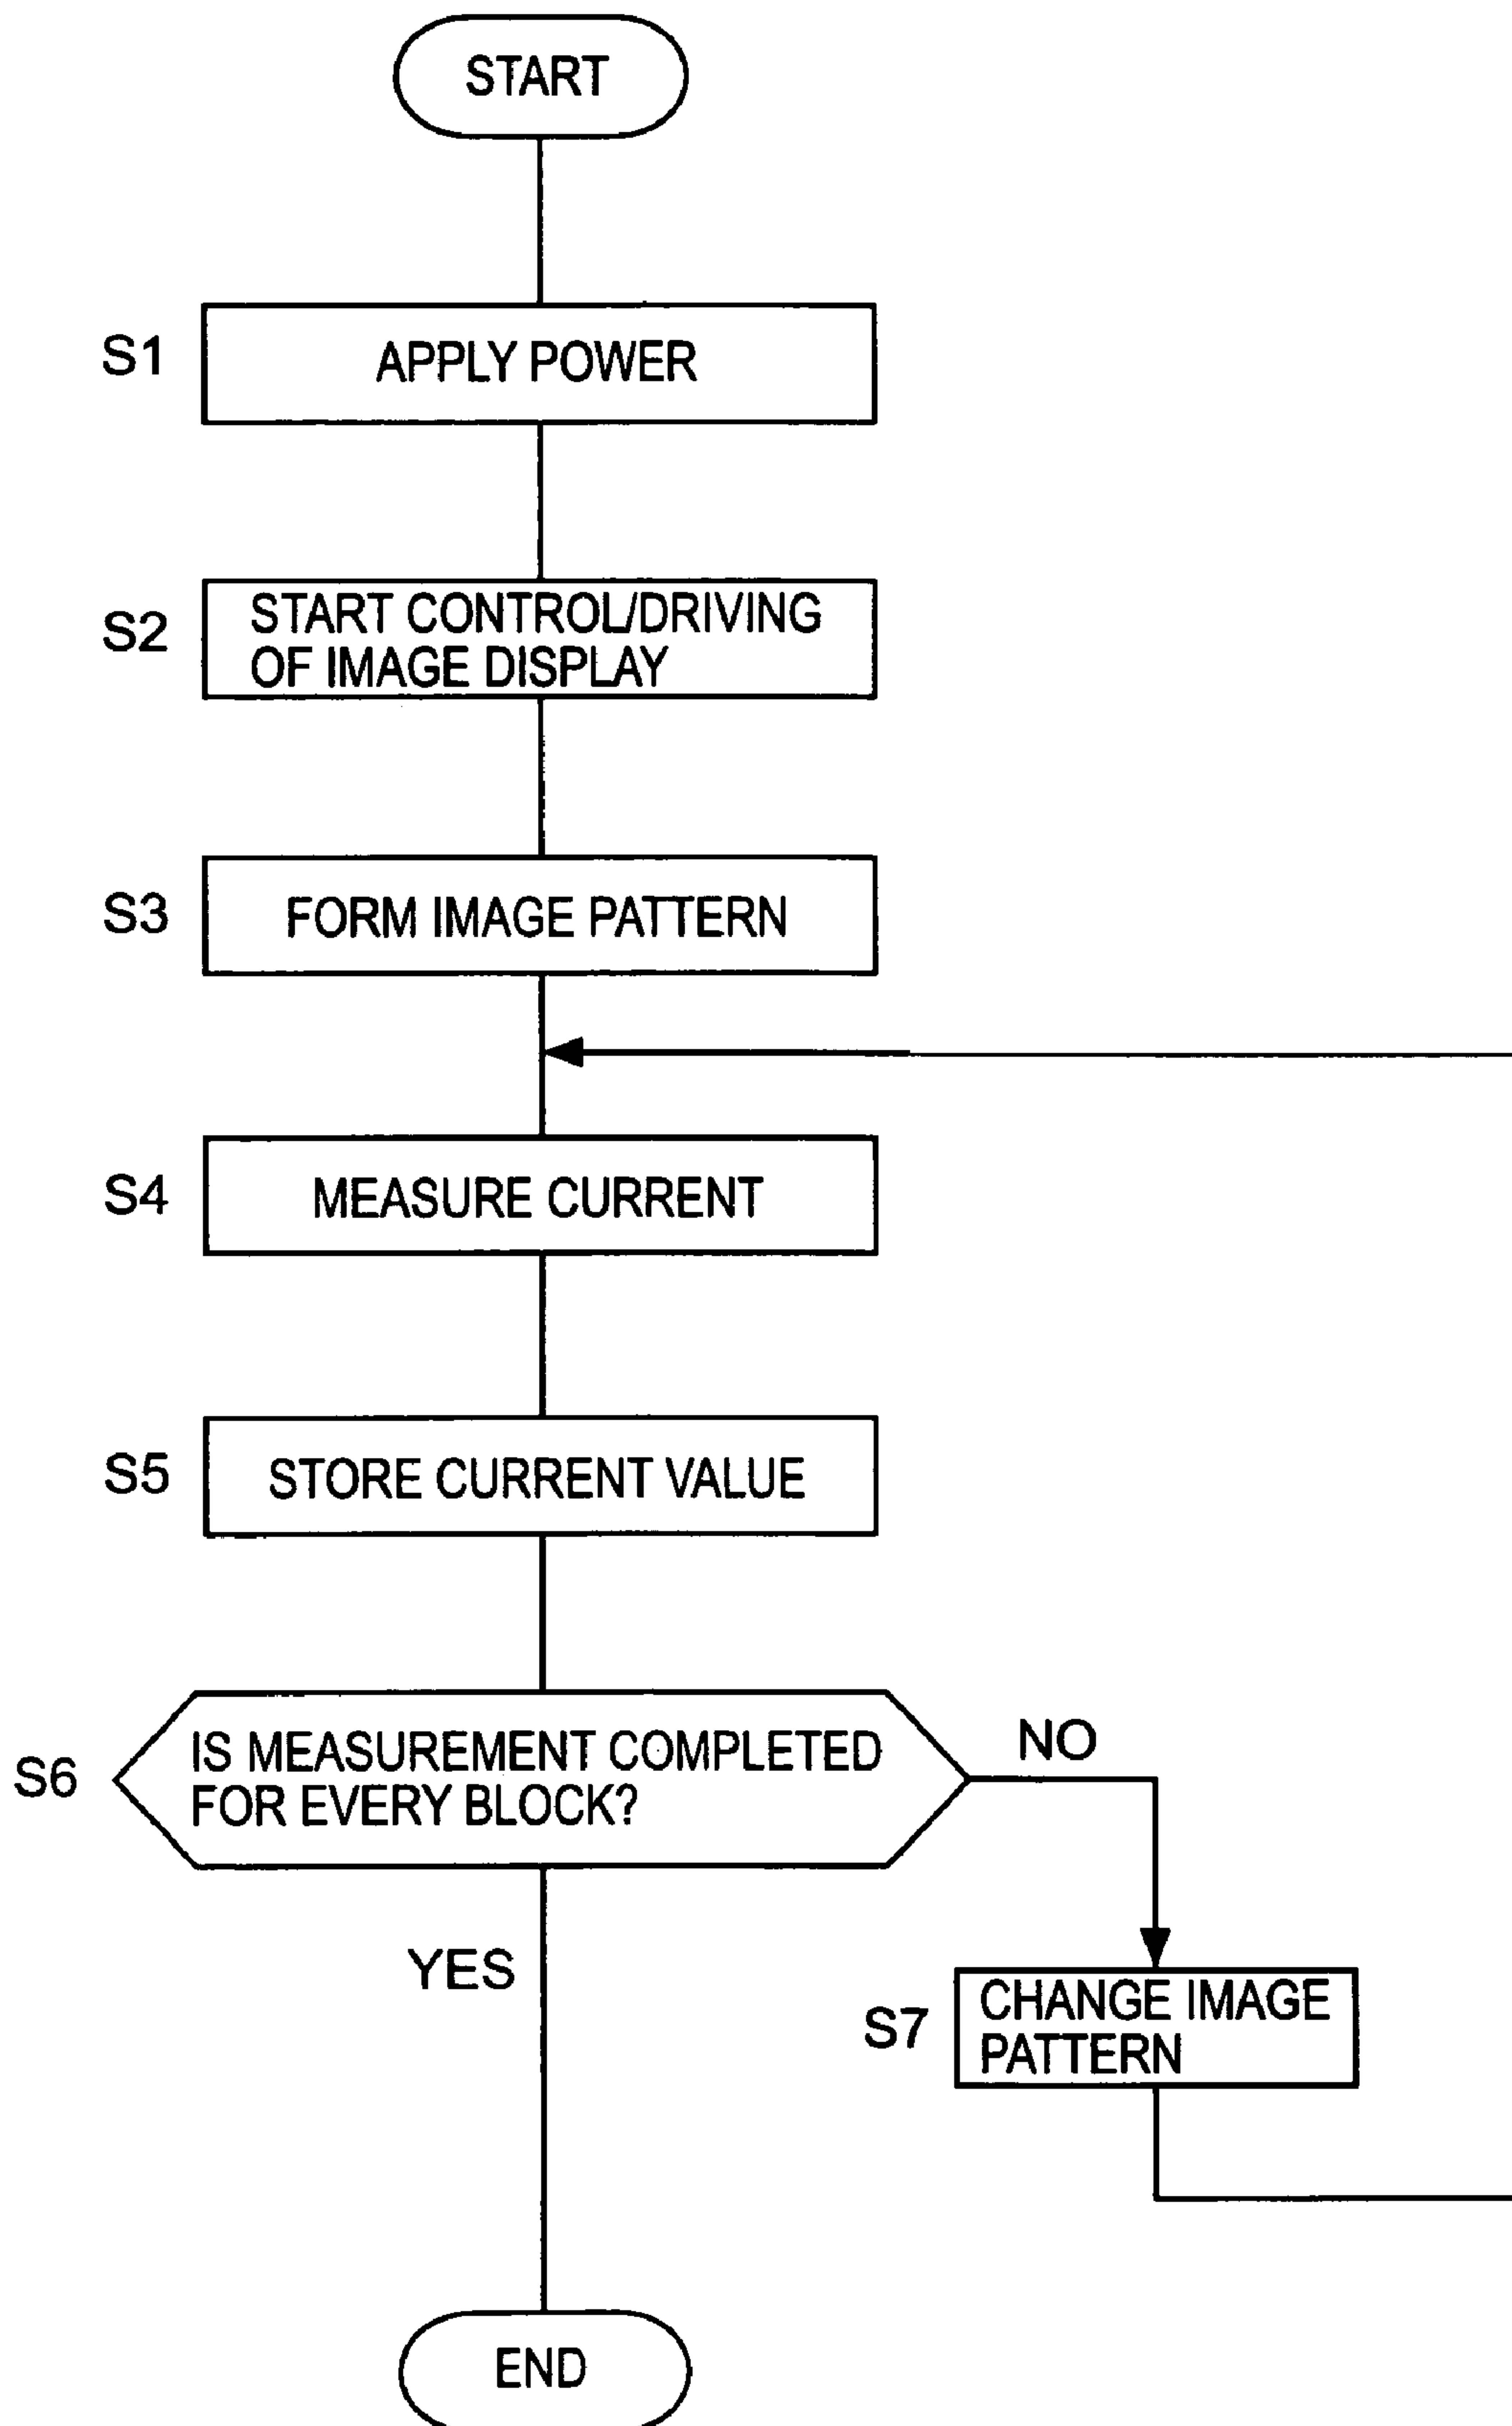 START
S1
APPLY POWER
S2
START CONTROL/DRIVING
OF IMAGE DISPLAY
S3
FORM IMAGE PATTERN
S4
MEASURE CURRENT
S5
STORE CURRENT VALUE
S6
IS MEASUREMENT COMPLETED
FOR EVERY BLOCK?
NO
YES
S7
CHANGE IMAGE
PATTERN
END